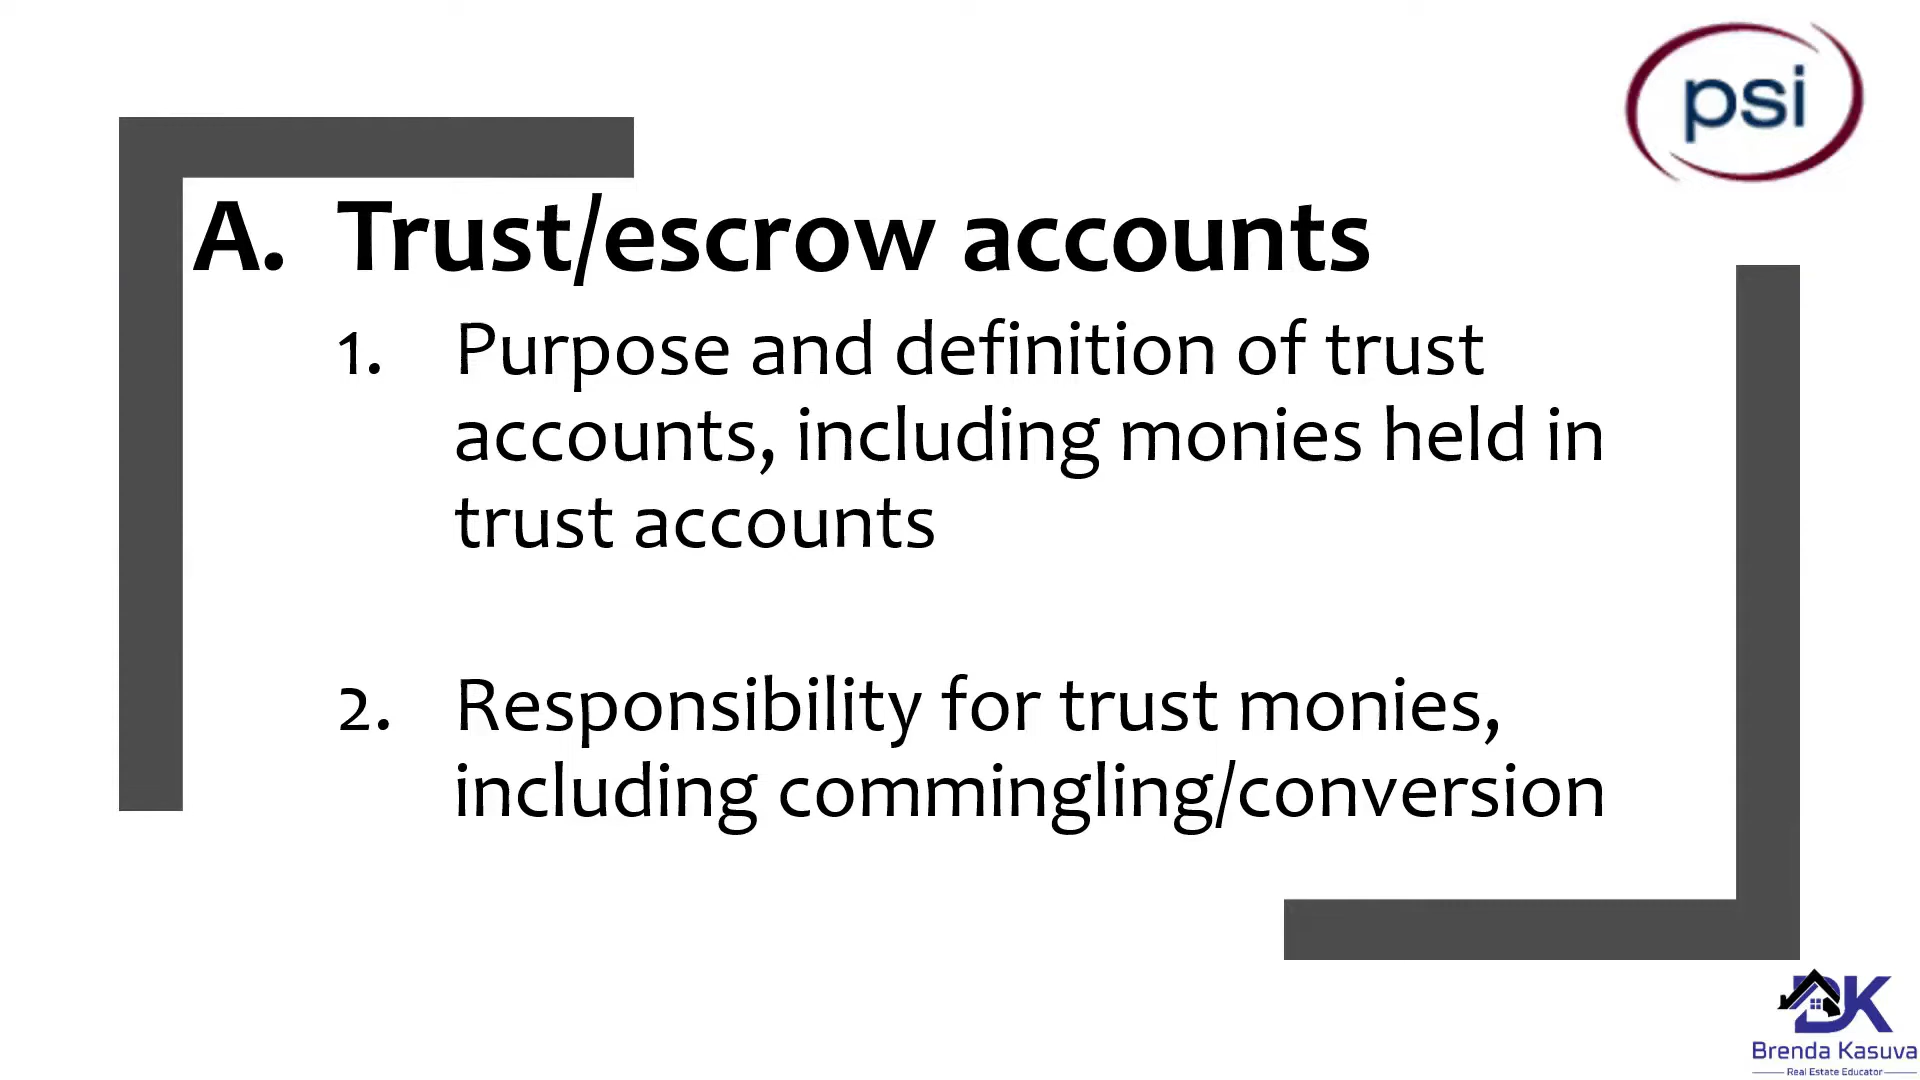 psi
A. Trust/escrow accounts
1. Purpose and definition of trust
accounts, including monies held in
trust accounts
2. Responsibility for trust monies,
including commingling/conversion
BK
Brenda Kasuva
Real Estate Educator